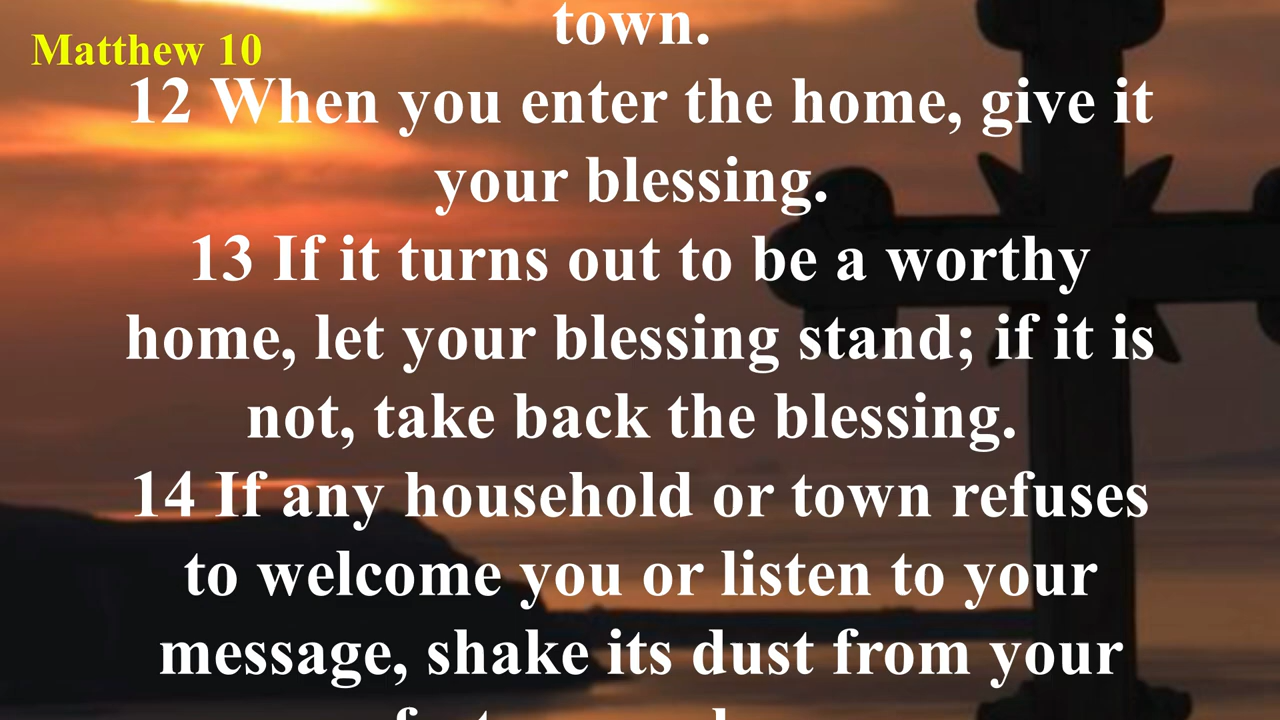 town.
Matthew 10
12 When you enter the home, give it
your blessing.
13 If it turns out to be a worthy
home, let your blessing stand; if it is
not, take back the blessing.
14 If any household or town refuses
to welcome you or listen to your
message, shake its dust from your